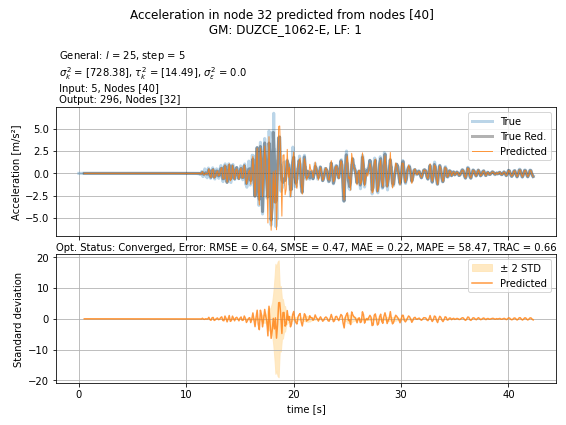 Acceleration in node 32 predicted from nodes [40]
GM: DUZCE_1062-E, LF: 1
General: l = 25, step = 5
σ²ₖ = [728.38], τ²ₖ = [14.49], σ²ε = 0.0
Input: 5, Nodes [40]
Output: 296, Nodes [32]
5.0
2.5
0.0
−2.5
−5.0
Acceleration [m/s²]
True
True Red.
Predicted
Opt. Status: Converged, Error: RMSE = 0.64, SMSE = 0.47, MAE = 0.22, MAPE = 58.47, TRAC = 0.66
20
10
0
−10
−20
Standard deviation
± 2 STD
Predicted
0 10 20 30 40
time [s]